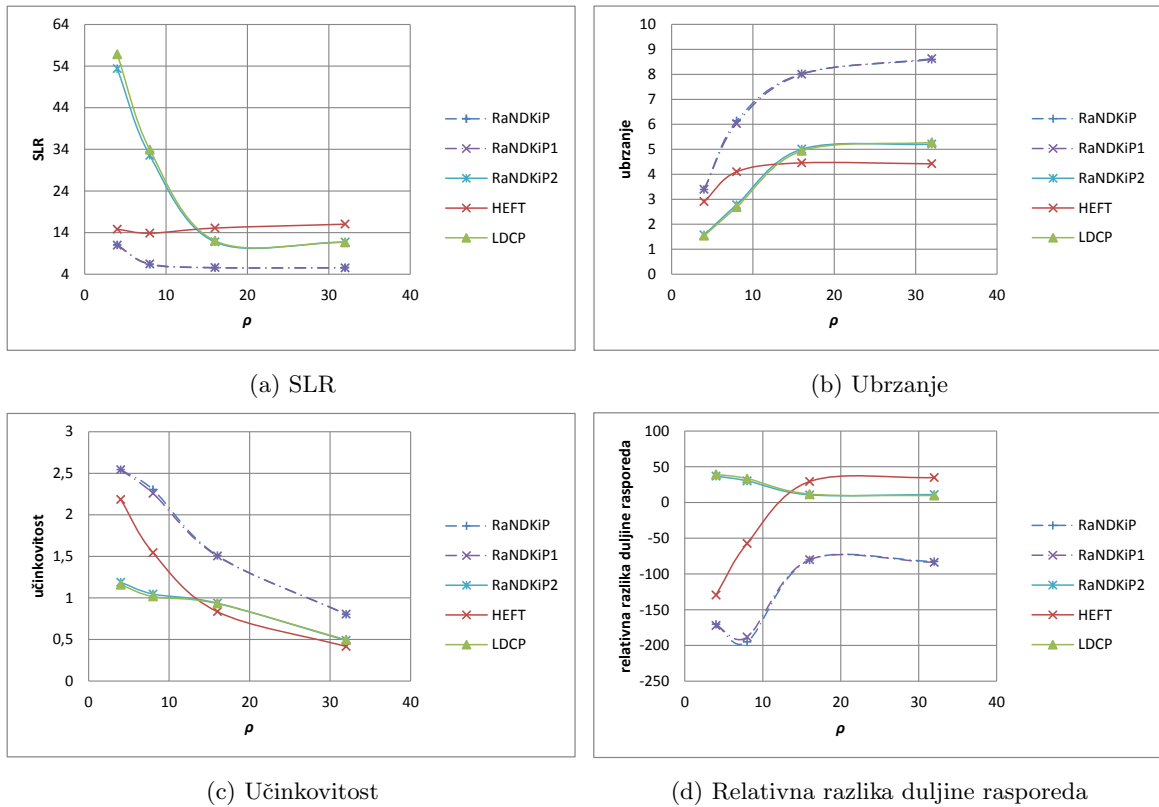 SLR
64
54
44
34
24
14
4
0
10
20
30
40
ρ
RaNDKiP
RaNDKiP1
RaNDKiP2
HEFT
LDCP
(a) SLR
ubrzanje
10
9
8
7
6
5
4
3
2
1
0
0
10
20
30
40
ρ
RaNDKiP
RaNDKiP1
RaNDKiP2
HEFT
LDCP
(b) Ubrzanje
učinkovitost
3
2,5
2
1,5
1
0,5
0
0
10
20
30
40
ρ
RaNDKiP
RaNDKiP1
RaNDKiP2
HEFT
LDCP
(c) Učinkovitost
relativna razlika duljine rasporeda
100
50
0
-50
-100
-150
-200
-250
0
10
20
30
40
ρ
RaNDKiP
RaNDKiP1
RaNDKiP2
HEFT
LDCP
(d) Relativna razlika duljine rasporeda